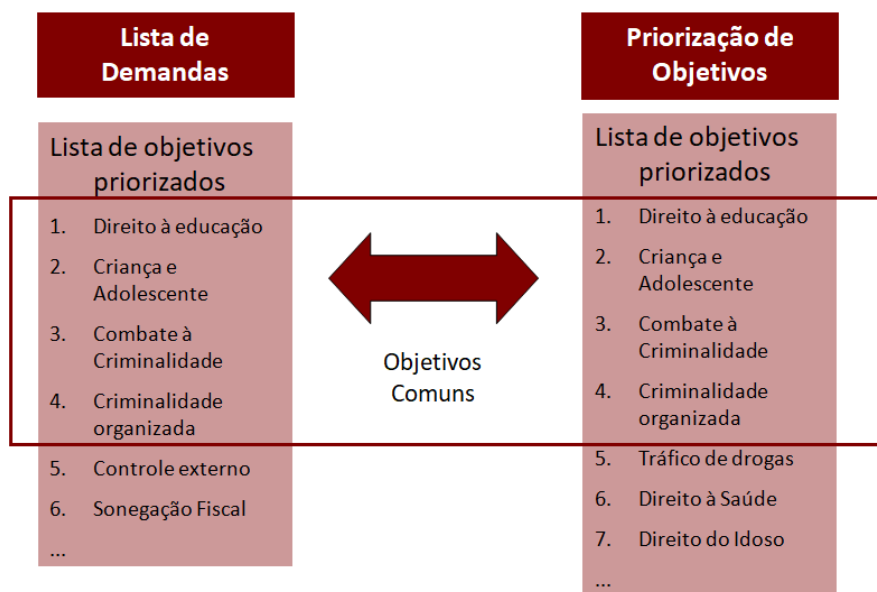 Lista de
Demandas
Lista de objetivos
priorizados
1. Direito à educação
2. Criança e
Adolescente
3. Combate à
Criminalidade
4. Criminalidade
organizada
5. Controle externo
6. Sonegação Fiscal
...
Objetivos
Comuns
Priorização de
Objetivos
Lista de objetivos
priorizados
1. Direito à educação
2. Criança e
Adolescente
3. Combate à
Criminalidade
4. Criminalidade
organizada
5. Tráfico de drogas
6. Direito à Saúde
7. Direito do Idoso
...